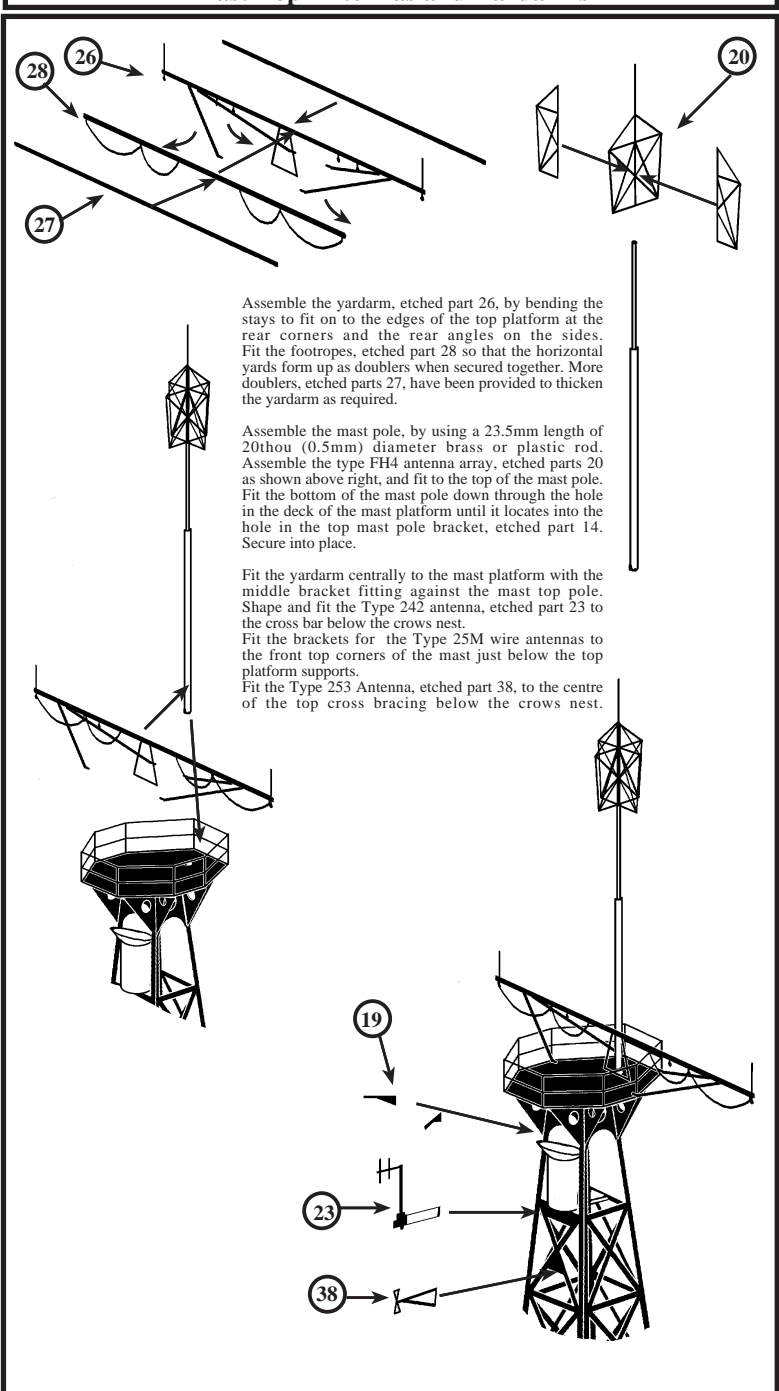 28
26
20
27
Assemble the yardarm, etched part 26, by bending the
stays to fit on to the edges of the top platform at the
rear corners and the rear angles on the sides.
Fit the footropes, etched part 28 so that the horizontal
yards form up as doublers when secured together. More
doublers, etched parts 27, have been provided to thicken
the yardarm as required.
Assemble the mast pole, by using a 23.5mm length of
20thou (0.5mm) diameter brass or plastic rod.
Assemble the type FH4 antenna array, etched parts 20
as shown above right, and fit to the top of the mast pole.
Fit the bottom of the mast pole down through the hole
in the deck of the mast platform until it locates into the
hole in the top mast pole bracket, etched part 14.
Secure into place.
Fit the yardarm centrally to the mast platform with the
middle bracket fitting against the mast top pole.
Shape and fit the Type 242 antenna, etched part 23 to
the cross bar below the crows nest.
Fit the brackets for the Type 25M wire antennas to
the front top corners of the mast just below the top
platform supports.
Fit the Type 253 Antenna, etched part 38, to the centre
of the top cross bracing below the crows nest.
19
23
38